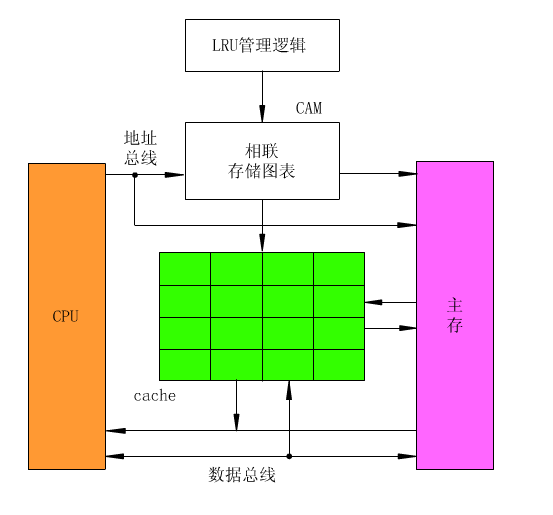 LRU管理逻辑
CAM
地址
总线
相联
存储图表
CPU
主
存
cache
数据总线